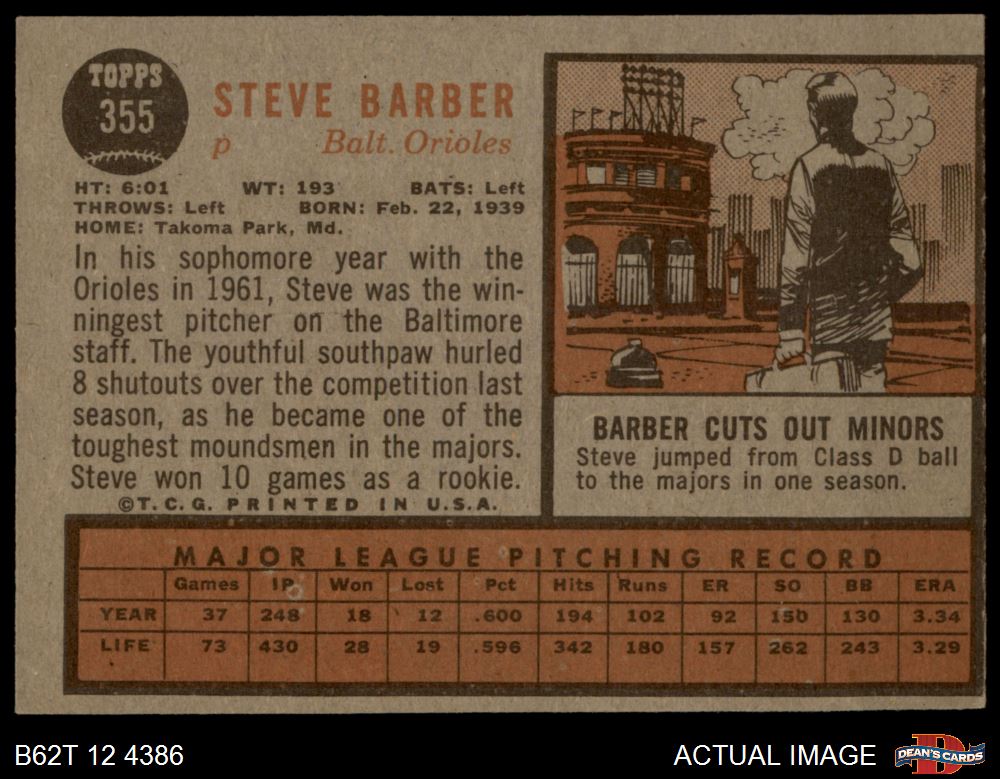 TOPPS
355
STEVE BARBER
p Balt. Orioles
HT: 6:01 WT: 193 BATS: Left
THROWS: Left BORN: Feb. 22, 1939
HOME: Takoma Park, Md.
In his sophomore year with the
Orioles in 1961, Steve was the win-
ningest pitcher on the Baltimore
staff. The youthful southpaw hurled
8 shutouts over the competition last
season, as he became one of the
toughest moundsmen in the majors.
Steve won 10 games as a rookie.
©T.C.G. PRINTED IN U.S.A.
BARBER CUTS OUT MINORS
Steve jumped from Class D ball
to the majors in one season.
MAJOR LEAGUE PITCHING RECORD
Games IP Won Lost Pct Hits Runs ER SO BB ERA
YEAR 37 248 18 12 .600 194 102 92 150 130 3.34
LIFE 73 430 28 19 .596 342 180 157 262 243 3.29
B62T 12 4386 ACTUAL IMAGE DEAN'S CARDS